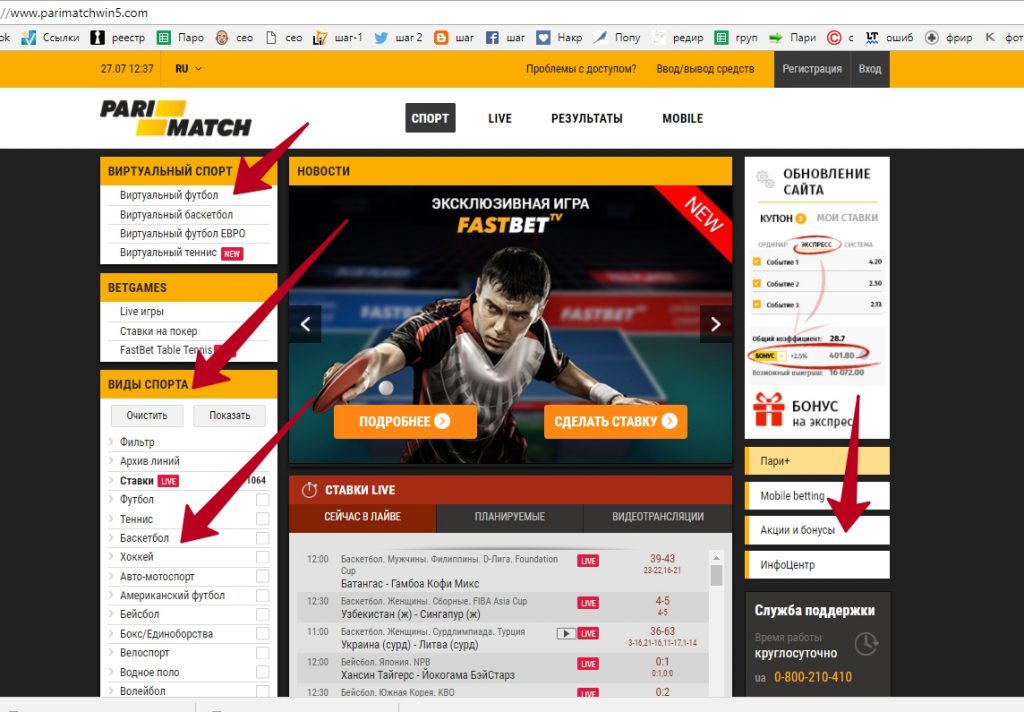 //www.parimatchwin5.com
ok Ссылки реестр Паро сео сео шаг-1 шаг 2 шаг шаг Накр Попу редир груп Пари с ошиб фрир фот
27.07 12:37 RU Проблемы с доступом? Ввод/вывод средств Регистрация Вход
PARI MATCH
СПОРТ LIVE РЕЗУЛЬТАТЫ MOBILE
ВИРТУАЛЬНЫЙ СПОРТ
Виртуальный футбол
Виртуальный баскетбол
Виртуальный футбол ЕВРО
Виртуальный теннис NEW
BETGAMES
Live игры
Ставки на покер
FastBet Table Tennis
ВИДЫ СПОРТА
Очистить Показать
Фильтр
Архив линий
Ставки LIVE 1064
Футбол
Теннис
Баскетбол
Хоккей
Авто-мотоспорт
Американский футбол
Бейсбол
Бокс/Единоборства
Велоспорт
Водное поло
Волейбол
НОВОСТИ
ЭКСКЛЮЗИВНАЯ ИГРА
FASTBET TV
NEW
FASTBET
ПОДРОБНЕЕ СДЕЛАТЬ СТАВКУ
СТАВКИ LIVE
СЕЙЧАС В ЛАЙВЕ ПЛАНИРУЕМЫЕ ВИДЕОТРАНСЛЯЦИИ
12:00 Баскетбол. Мужчины. Филиппины. D-Лига. Foundation LIVE 39-43
Cup 23-22,16-21
Батангас - Гамбоа Кофи Микс
12:30 Баскетбол. Женщины. Сборные. FIBA Asia Cup LIVE 4-5
Узбекистан (ж) - Сингапур (ж) 4-5
11:00 Баскетбол. Женщины. Сурдлимпиада. Турция LIVE 36-63
Украина (сурд) - Литва (сурд) 3-16,21-16,11-17,1-14
12:00 Бейсбол. Япония. NPB LIVE 0:1
Хансин Тайгерс - Йокогама БэйСтарз 0:1,0:0
12:30 Бейсбол. Южная Корея. KBO LIVE 0:2
ОБНОВЛЕНИЕ
САЙТА
КУПОН 3 МОИ СТАВКИ
ОРДИНАР ЭКСПРЕСС СИСТЕМА
Событие 1 4.20
Событие 2 2.50
Событие 3 2.73
Общий коэффициент: 28.7
БОНУС +2.5% 401.80
Возможный выигрыш: 16 072.00
БОНУС
на экспресс
Пари+
Mobile betting
Акции и бонусы
ИнфоЦентр
Служба поддержки
Время работы
круглосуточно
ua 0-800-210-410